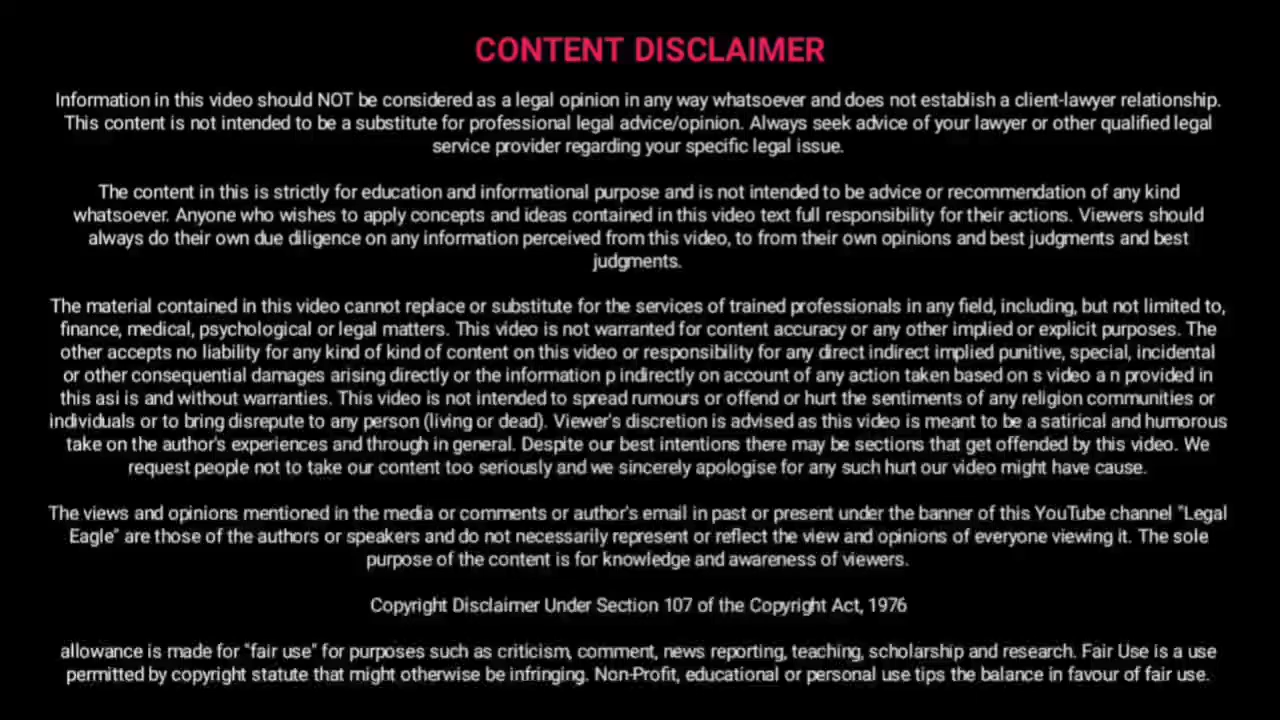 CONTENT DISCLAIMER
Information in this video should NOT be considered as a legal opinion in any way whatsoever and does not establish a client-lawyer relationship.
This content is not intended to be a substitute for professional legal advice/opinion. Always seek advice of your lawyer or other qualified legal
service provider regarding your specific legal issue.
The content in this is strictly for education and informational purpose and is not intended to be advice or recommendation of any kind
whatsoever. Anyone who wishes to apply concepts and ideas contained in this video text full responsibility for their actions. Viewers should
always do their own due diligence on any information perceived from this video, to from their own opinions and best judgments and best
judgments.
The material contained in this video cannot replace or substitute for the services of trained professionals in any field, including, but not limited to,
finance, medical, psychological or legal matters. This video is not warranted for content accuracy or any other implied or explicit purposes. The
other accepts no liability for any kind of kind of content on this video or responsibility for any direct indirect implied punitive, special, incidental
or other consequential damages arising directly or the information p indirectly on account of any action taken based on s video a n provided in
this asi is and without warranties. This video is not intended to spread rumours or offend or hurt the sentiments of any religion communities or
individuals or to bring disrepute to any person (living or dead). Viewer's discretion is advised as this video is meant to be a satirical and humorous
take on the author's experiences and through in general. Despite our best intentions there may be sections that get offended by this video. We
request people not to take our content too seriously and we sincerely apologise for any such hurt our video might have cause.
The views and opinions mentioned in the media or comments or author's email in past or present under the banner of this YouTube channel "Legal
Eagle" are those of the authors or speakers and do not necessarily represent or reflect the view and opinions of everyone viewing it. The sole
purpose of the content is for knowledge and awareness of viewers.
Copyright Disclaimer Under Section 107 of the Copyright Act, 1976
allowance is made for "fair use" for purposes such as criticism, comment, news reporting, teaching, scholarship and research. Fair Use is a use
permitted by copyright statute that might otherwise be infringing. Non-Profit, educational or personal use tips the balance in favour of fair use.